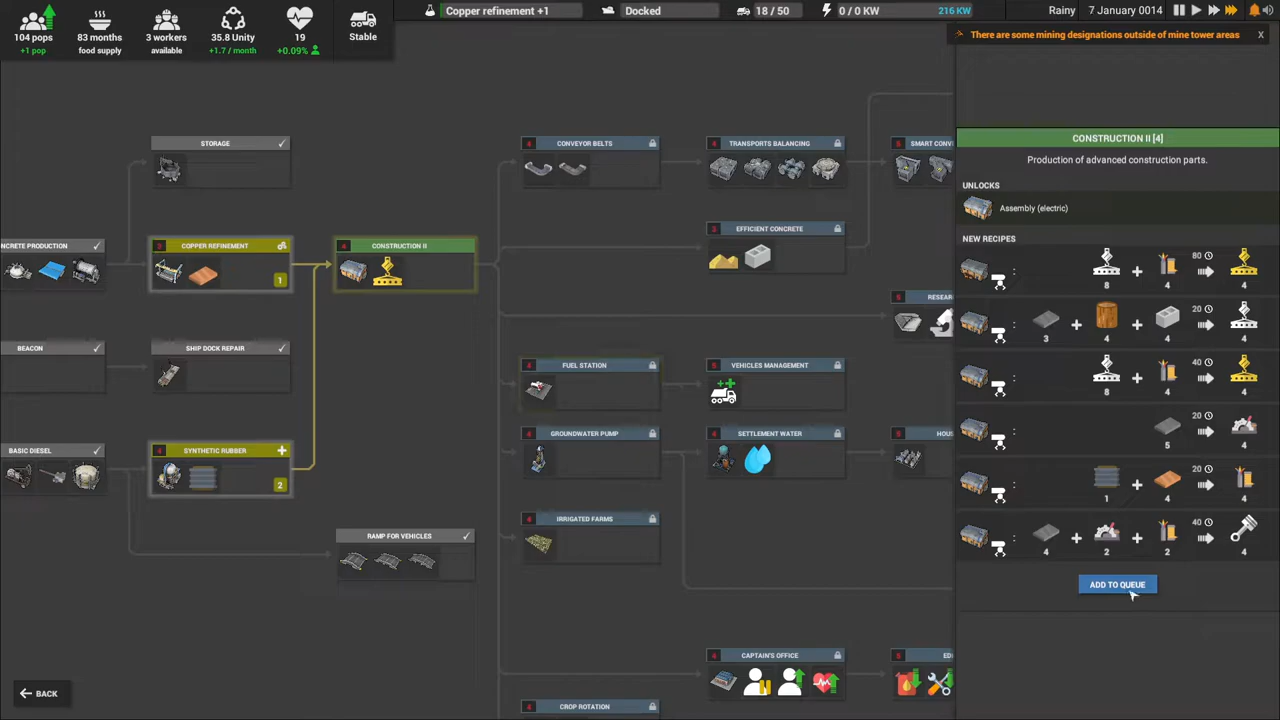 104 pops
+1 pop
83 months
food supply
3 workers
available
35.8 Unity
+1.7 / month
19
+0.09%
Stable
Copper refinement +1
Docked
18 / 50
0 / 0 KW
216 KW
Rainy
7 January 0014
There are some mining designations outside of mine tower areas
X
STORAGE
NCRETE PRODUCTION
3
COPPER REFINEMENT
1
4
CONSTRUCTION II
BEACON
SHIP DOCK REPAIR
BASIC DIESEL
4
SYNTHETIC RUBBER
2
RAMP FOR VEHICLES
CONVEYOR BELTS
TRANSPORTS BALANCING
SMART CONV
EFFICIENT CONCRETE
RESEAR
FUEL STATION
VEHICLES MANAGEMENT
GROUNDWATER PUMP
SETTLEMENT WATER
HOUS
IRRIGATED FARMS
CAPTAIN'S OFFICE
EDI
CROP ROTATION
BACK
CONSTRUCTION II [4]
Production of advanced construction parts.
UNLOCKS
Assembly (electric)
NEW RECIPES
: 8 + 4 80 4
: 3 + 4 + 4 20 4
: 8 + 4 40 4
: 5 20 4
: 1 + 4 20 4
: 4 + 2 + 2 40 4
ADD TO QUEUE